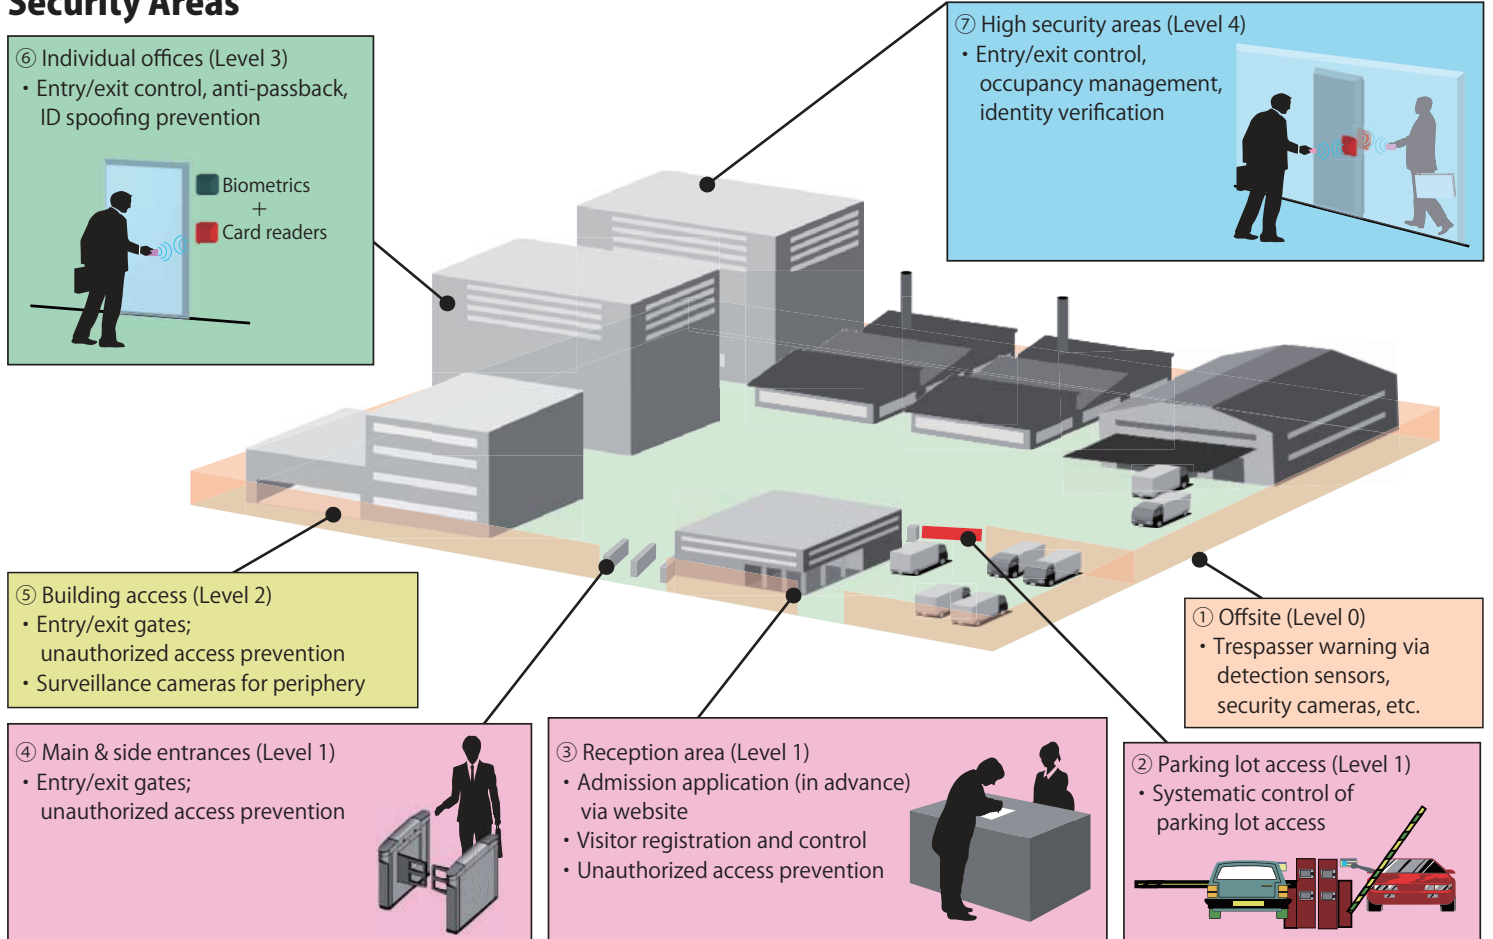 Security Areas
⑥ Individual offices (Level 3)
・Entry/exit control, anti-passback,
ID spoofing prevention
Biometrics
+
Card readers
⑦ High security areas (Level 4)
・Entry/exit control,
occupancy management,
identity verification
⑤ Building access (Level 2)
・Entry/exit gates;
unauthorized access prevention
・Surveillance cameras for periphery
① Offsite (Level 0)
・Trespasser warning via
detection sensors,
security cameras, etc.
④ Main & side entrances (Level 1)
・Entry/exit gates;
unauthorized access prevention
③ Reception area (Level 1)
・Admission application (in advance)
via website
・Visitor registration and control
・Unauthorized access prevention
② Parking lot access (Level 1)
・Systematic control of
parking lot access